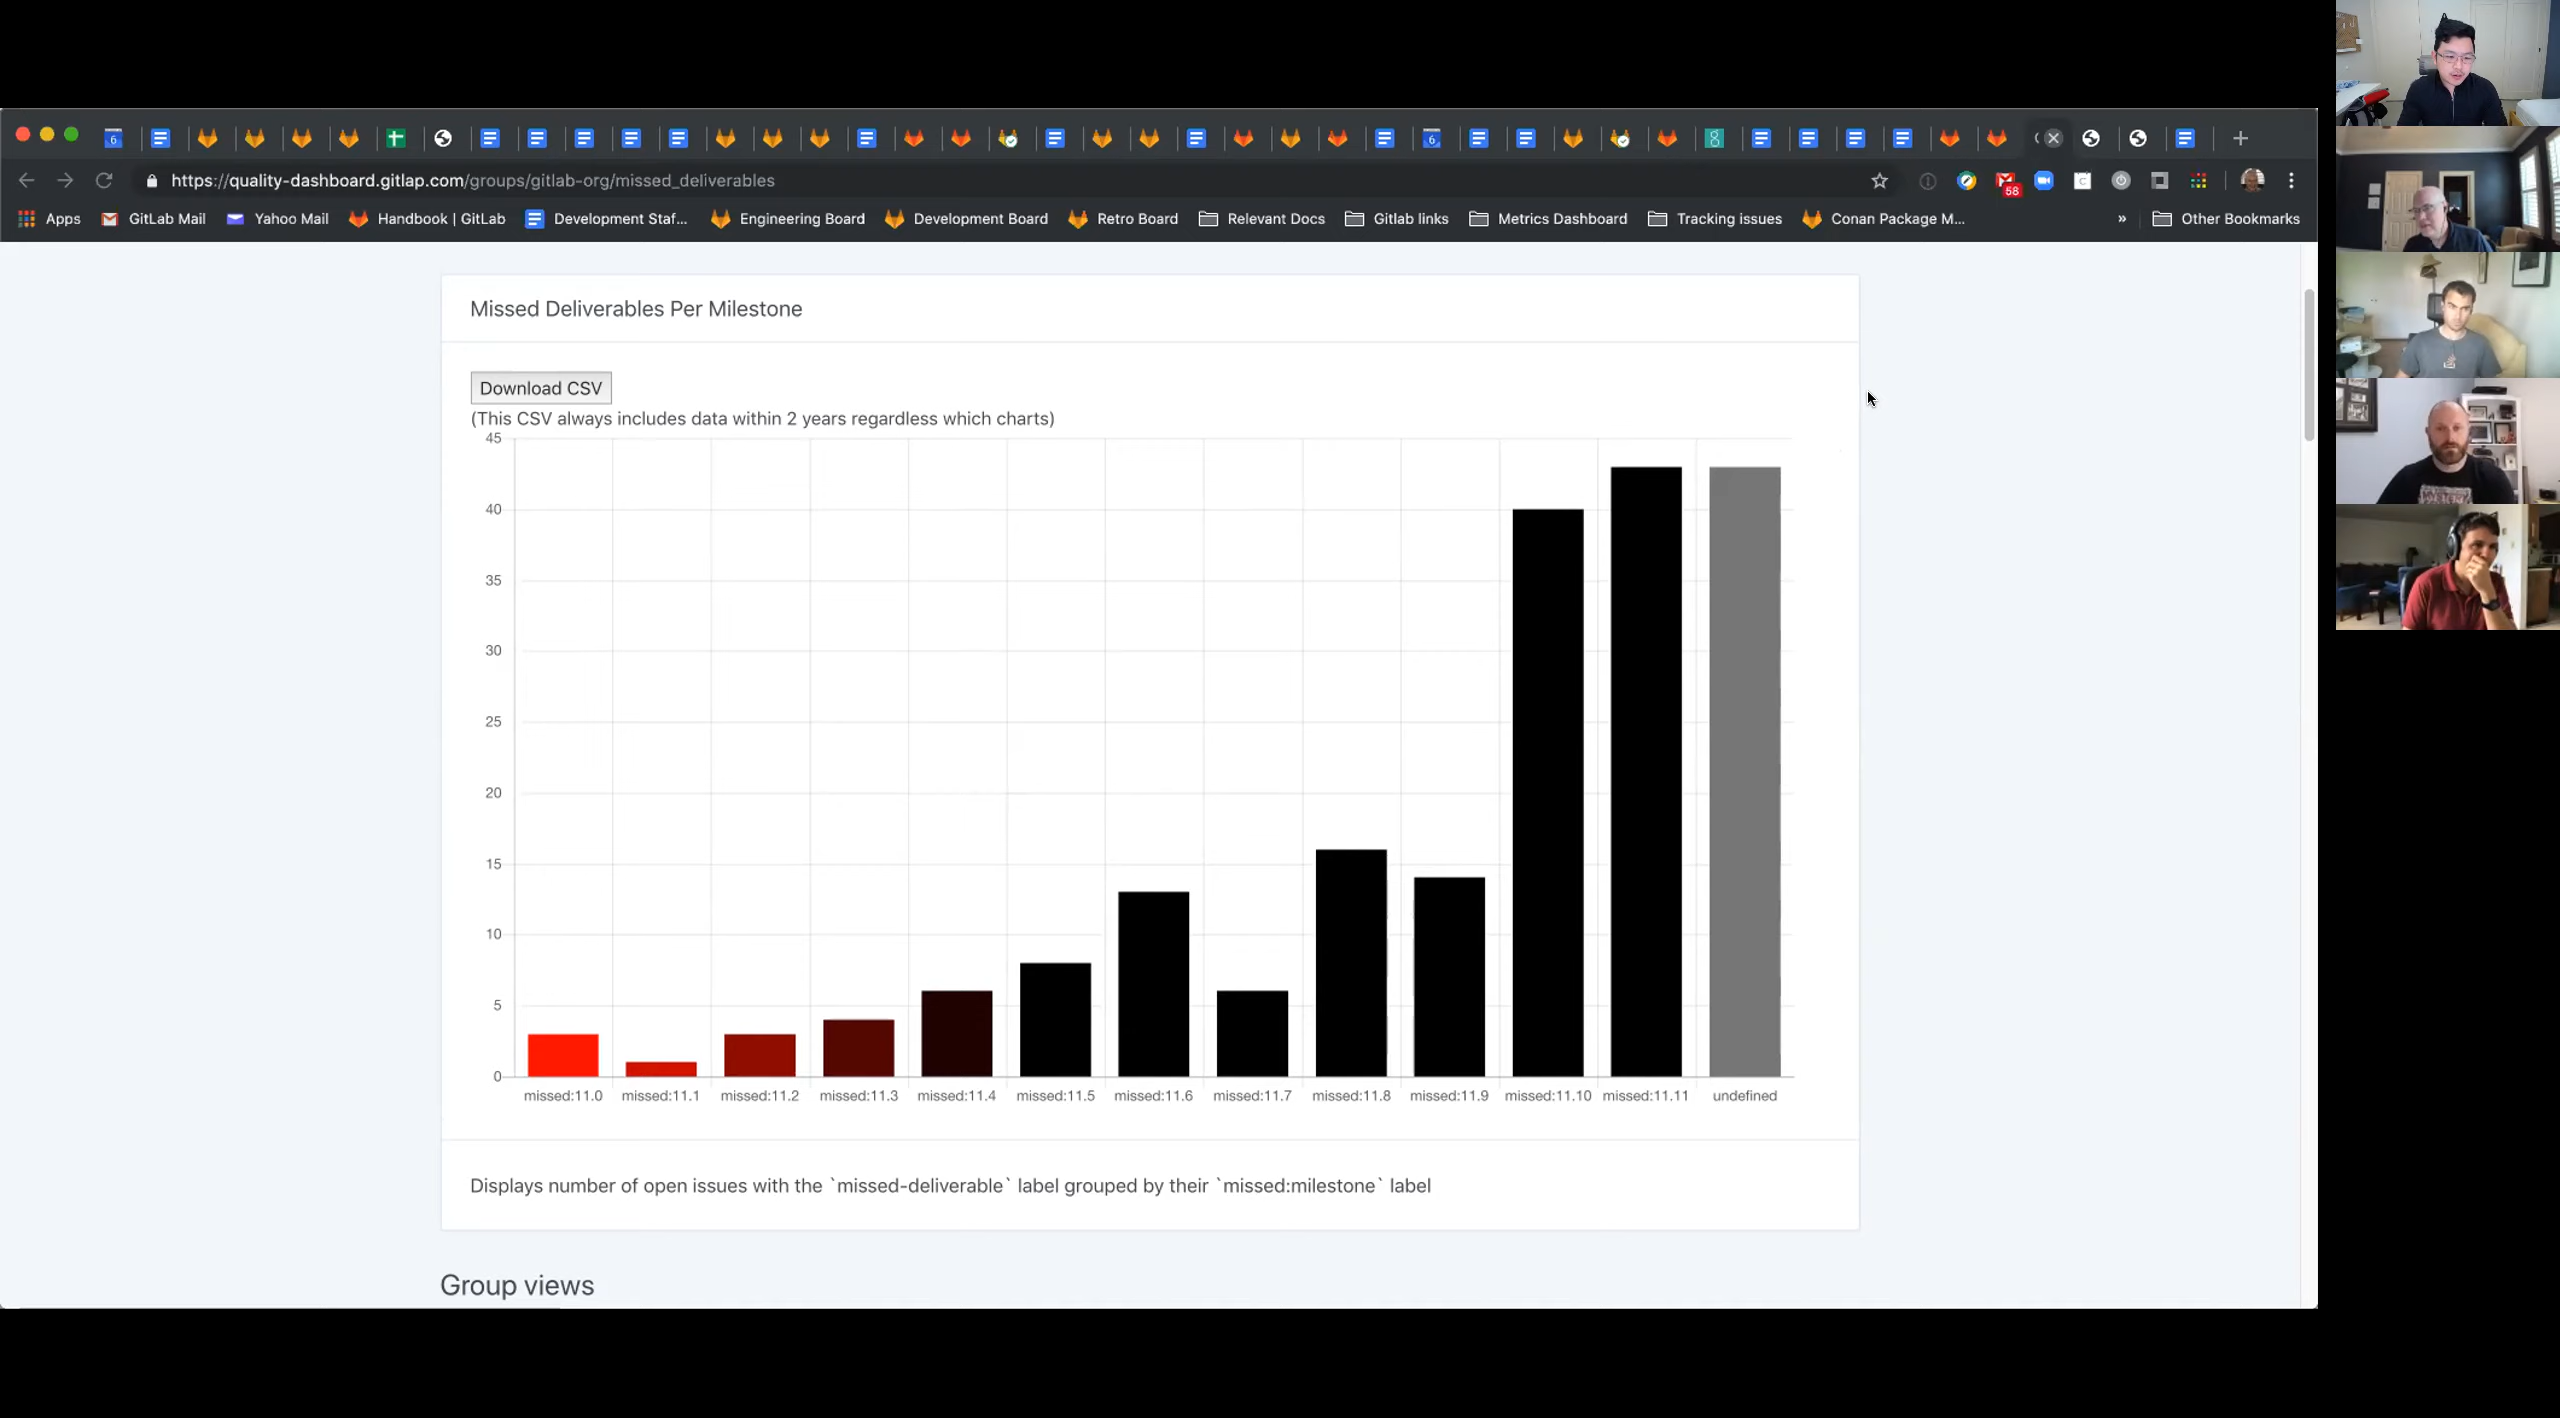 https://quality-dashboard.gitlap.com/groups/gitlab-org/missed_deliverables
58
Apps GitLab Mail Yahoo Mail Handbook | GitLab Development Staf... Engineering Board Development Board Retro Board Relevant Docs Gitlab links Metrics Dashboard Tracking issues Conan Package M... » Other Bookmarks
Missed Deliverables Per Milestone
Download CSV
(This CSV always includes data within 2 years regardless which charts)
45
40
35
30
25
20
15
10
5
0
missed:11.0 missed:11.1 missed:11.2 missed:11.3 missed:11.4 missed:11.5 missed:11.6 missed:11.7 missed:11.8 missed:11.9 missed:11.10 missed:11.11 undefined
Displays number of open issues with the `missed-deliverable` label grouped by their `missed:milestone` label
Group views